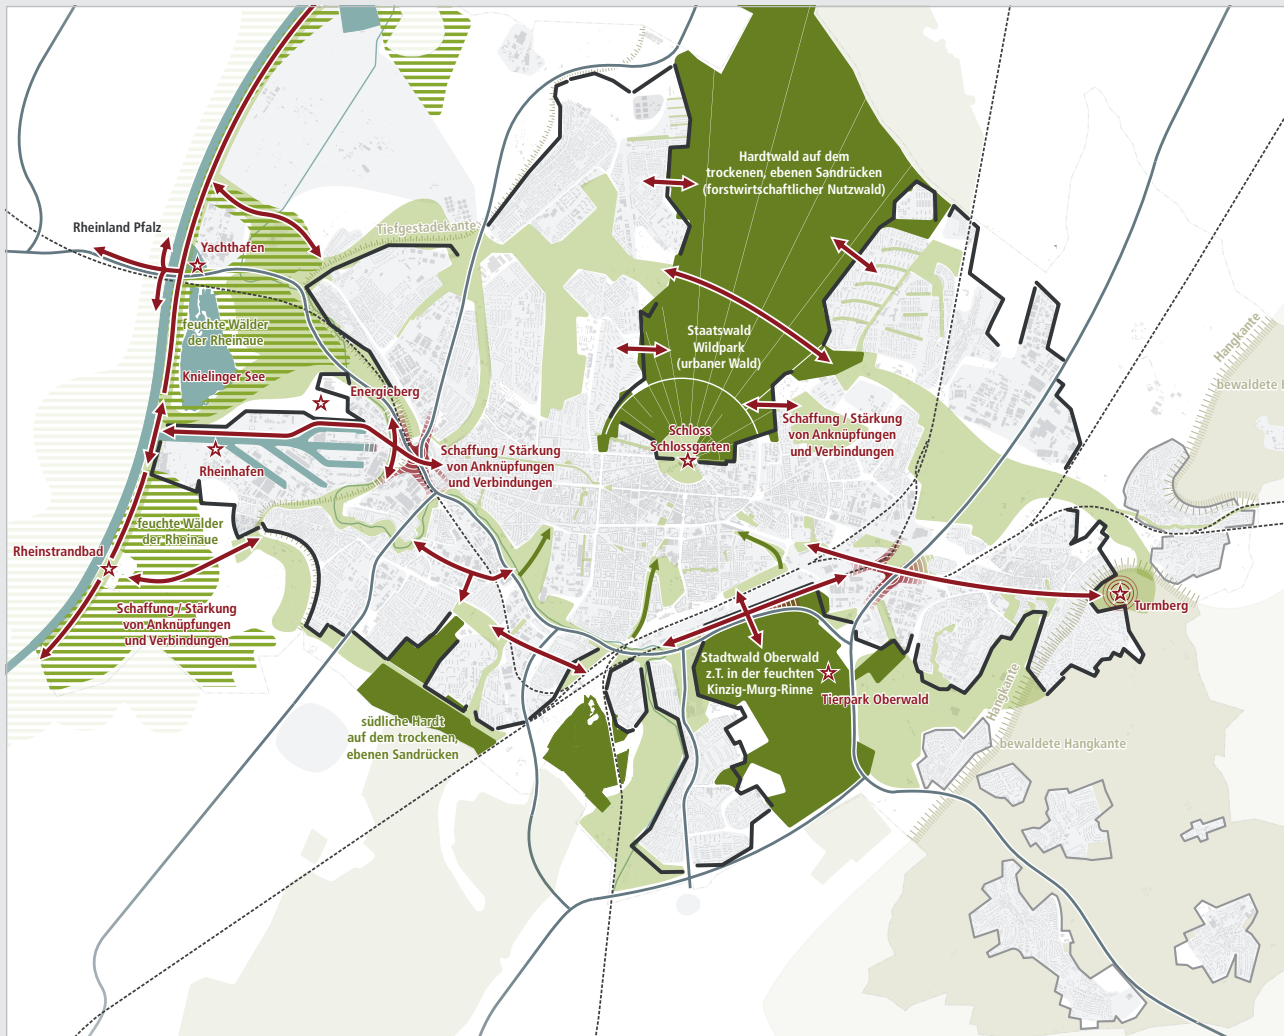 Hardtwald auf dem
trockenen, ebenen Sandrücken
(forstwirtschaftlicher Nutzwald)
Rheinland Pfalz
Tiefgestadekante
Yachthafen
feuchte Wälder
der Rheinaue
Knielinger See
Staatswald
Wildpark
(urbaner Wald)
Hangkante
bewaldete
Energieberg
Schaffung / Stärkung
von Anknüpfungen
und Verbindungen
Schloss
Schlossgarten
Schaffung / Stärkung
von Anknüpfungen
und Verbindungen
Rheinhafen
feuchte Wälder
der Rheinaue
Rheinstrandbad
Schaffung / Stärkung
von Anknüpfungen
und Verbindungen
Turmberg
Stadtwald Oberwald
z.T. in der feuchten
Kinzig-Murg-Rinne
Tierpark Oberwald
Hangkante
südliche Hardt
auf dem trockenen,
ebenen Sandrücken
bewaldete Hangkante